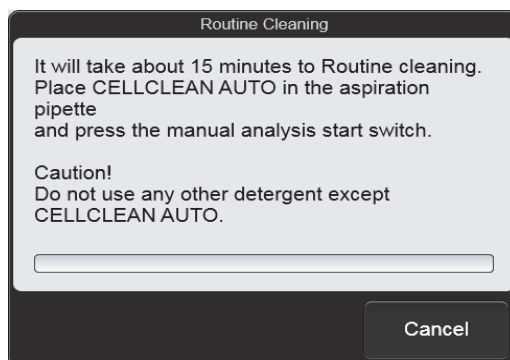 Routine Cleaning
It will take about 15 minutes to Routine cleaning.
Place CELLCLEAN AUTO in the aspiration
pipette
and press the manual analysis start switch.
Caution!
Do not use any other detergent except
CELLCLEAN AUTO.
Cancel